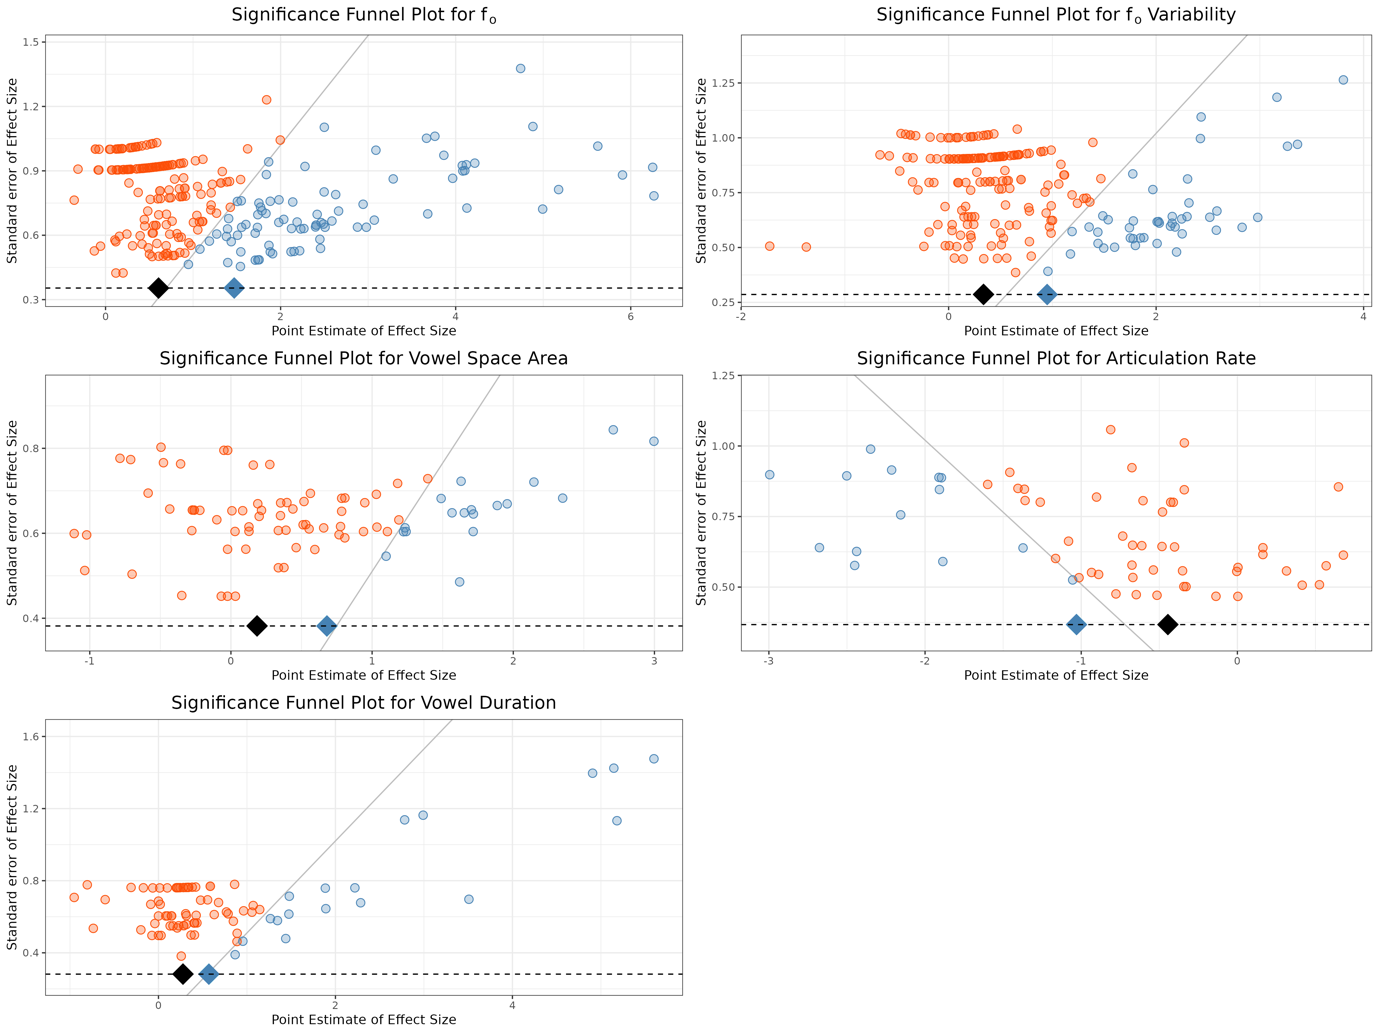 Significance Funnel Plot for fo
Standard error of Effect Size
1.5
1.2
0.9
0.6
0.3
0
2
4
6
Point Estimate of Effect Size
Significance Funnel Plot for fo Variability
Standard error of Effect Size
1.25
1.00
0.75
0.50
0.25
-2
0
2
4
Point Estimate of Effect Size
Significance Funnel Plot for Vowel Space Area
Standard error of Effect Size
0.8
0.6
0.4
-1
0
1
2
3
Point Estimate of Effect Size
Significance Funnel Plot for Articulation Rate
Standard error of Effect Size
1.25
1.00
0.75
0.50
-3
-2
-1
0
Point Estimate of Effect Size
Significance Funnel Plot for Vowel Duration
Standard error of Effect Size
1.6
1.2
0.8
0.4
0
2
4
Point Estimate of Effect Size